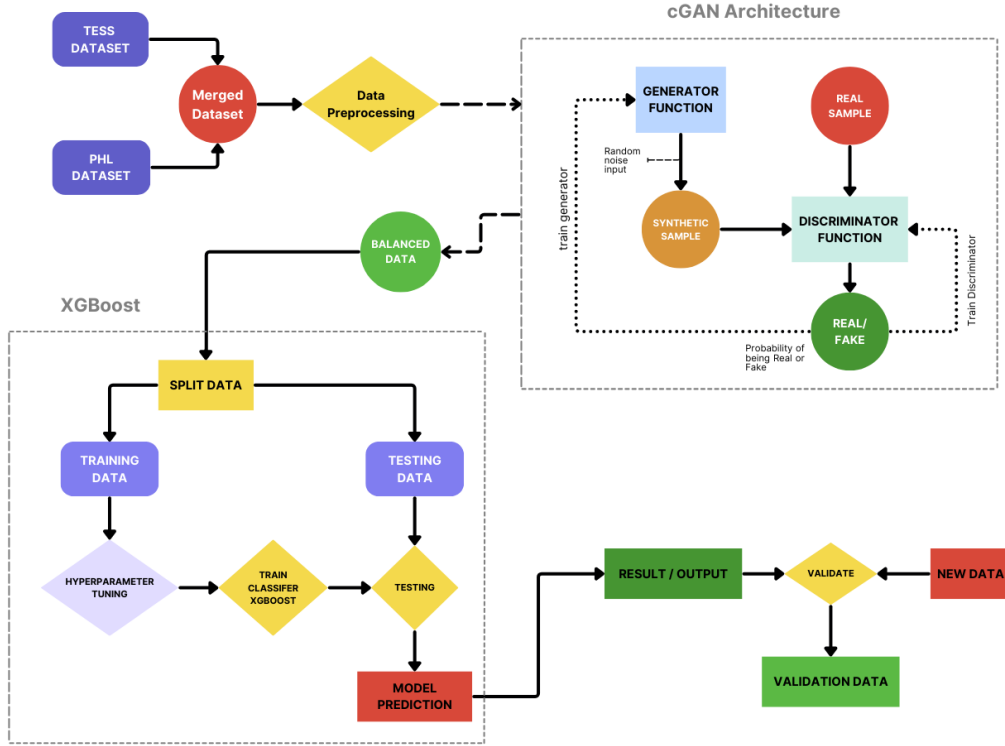 cGAN Architecture
TESS
DATASET
Merged
Dataset
Data
Preprocessing
PHL
DATASET
GENERATOR
FUNCTION
REAL
SAMPLE
Random
noise
input
train generator
SYNTHETIC
SAMPLE
DISCRIMINATOR
FUNCTION
Train Discriminator
REAL/
FAKE
Probability of
being Real or
Fake
BALANCED
DATA
XGBoost
SPLIT DATA
TRAINING
DATA
TESTING
DATA
HYPERPARAMETER
TUNING
TRAIN
CLASSIFER
XGBOOST
TESTING
MODEL
PREDICTION
RESULT / OUTPUT
VALIDATE
NEW DATA
VALIDATION DATA